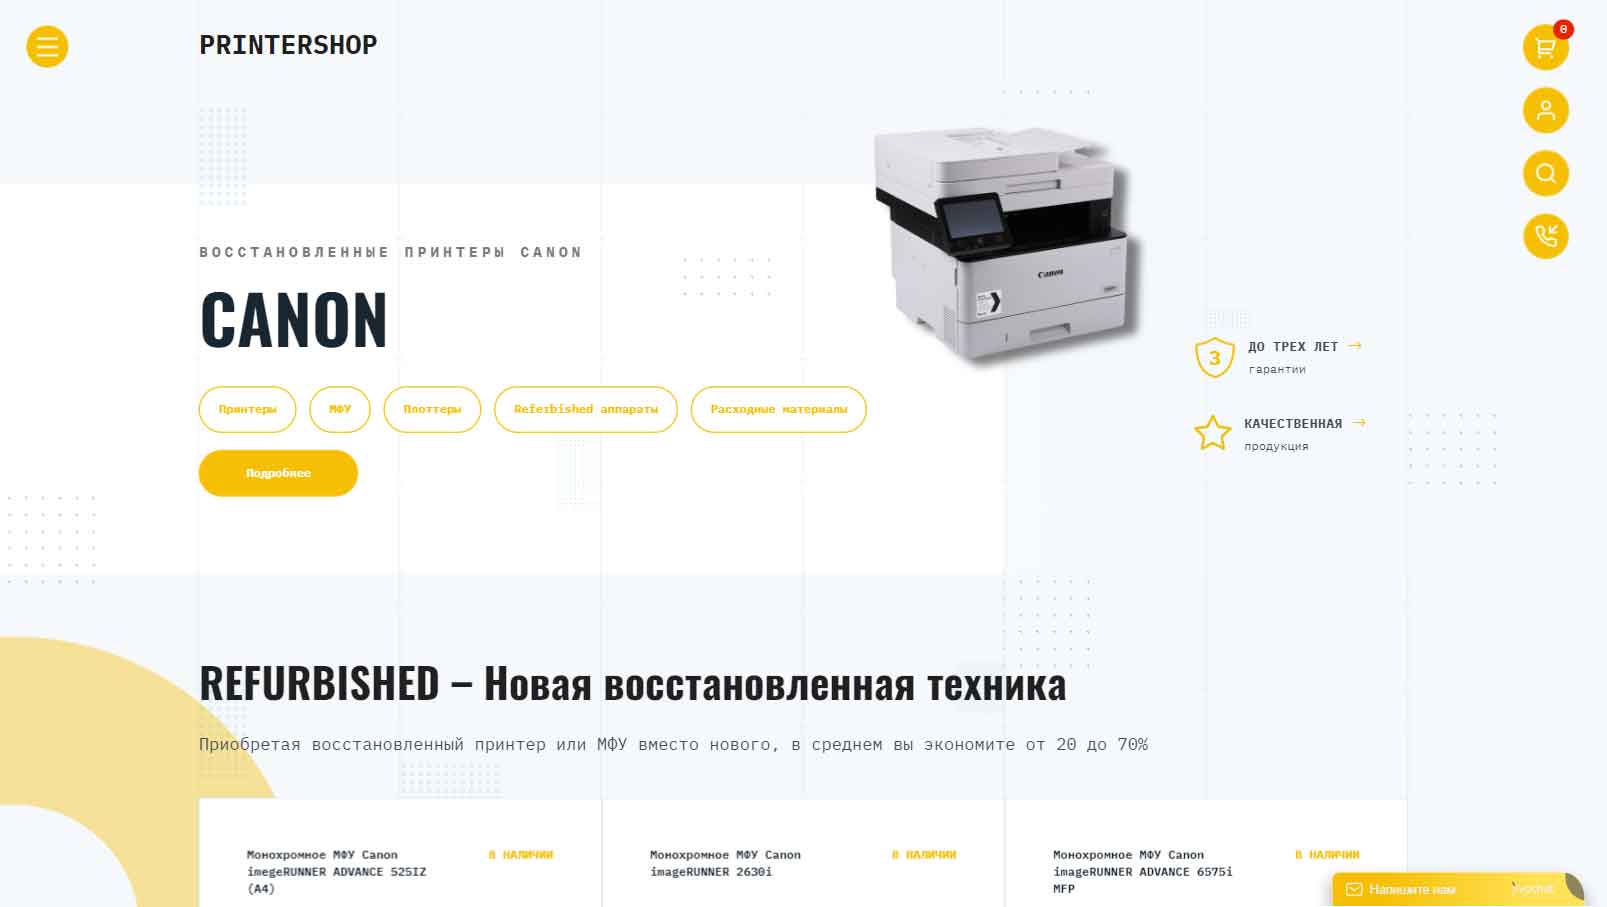 PRINTERSHOP
0
ВОССТАНОВЛЕННЫЕ ПРИНТЕРЫ CANON
CANON
Canon
3
ДО ТРЕХ ЛЕТ →
гарантии
Принтеры
МФУ
Плоттеры
Referbished аппараты
Расходные материалы
КАЧЕСТВЕННАЯ →
продукция
Подробнее
REFURBISHED – Новая восстановленная техника
Приобретая восстановленный принтер или МФУ вместо нового, в среднем вы экономите от 20 до 70%
Монохромное МФУ Canon
imegeRUNNER ADVANCE 525IZ
(A4)
В НАЛИЧИИ
Монохромное МФУ Canon
imageRUNNER 2630i
В НАЛИЧИИ
Монохромное МФУ Canon
imageRUNNER ADVANCE 6575i
MFP
В НАЛИЧИИ
Напишите нам
jivochat